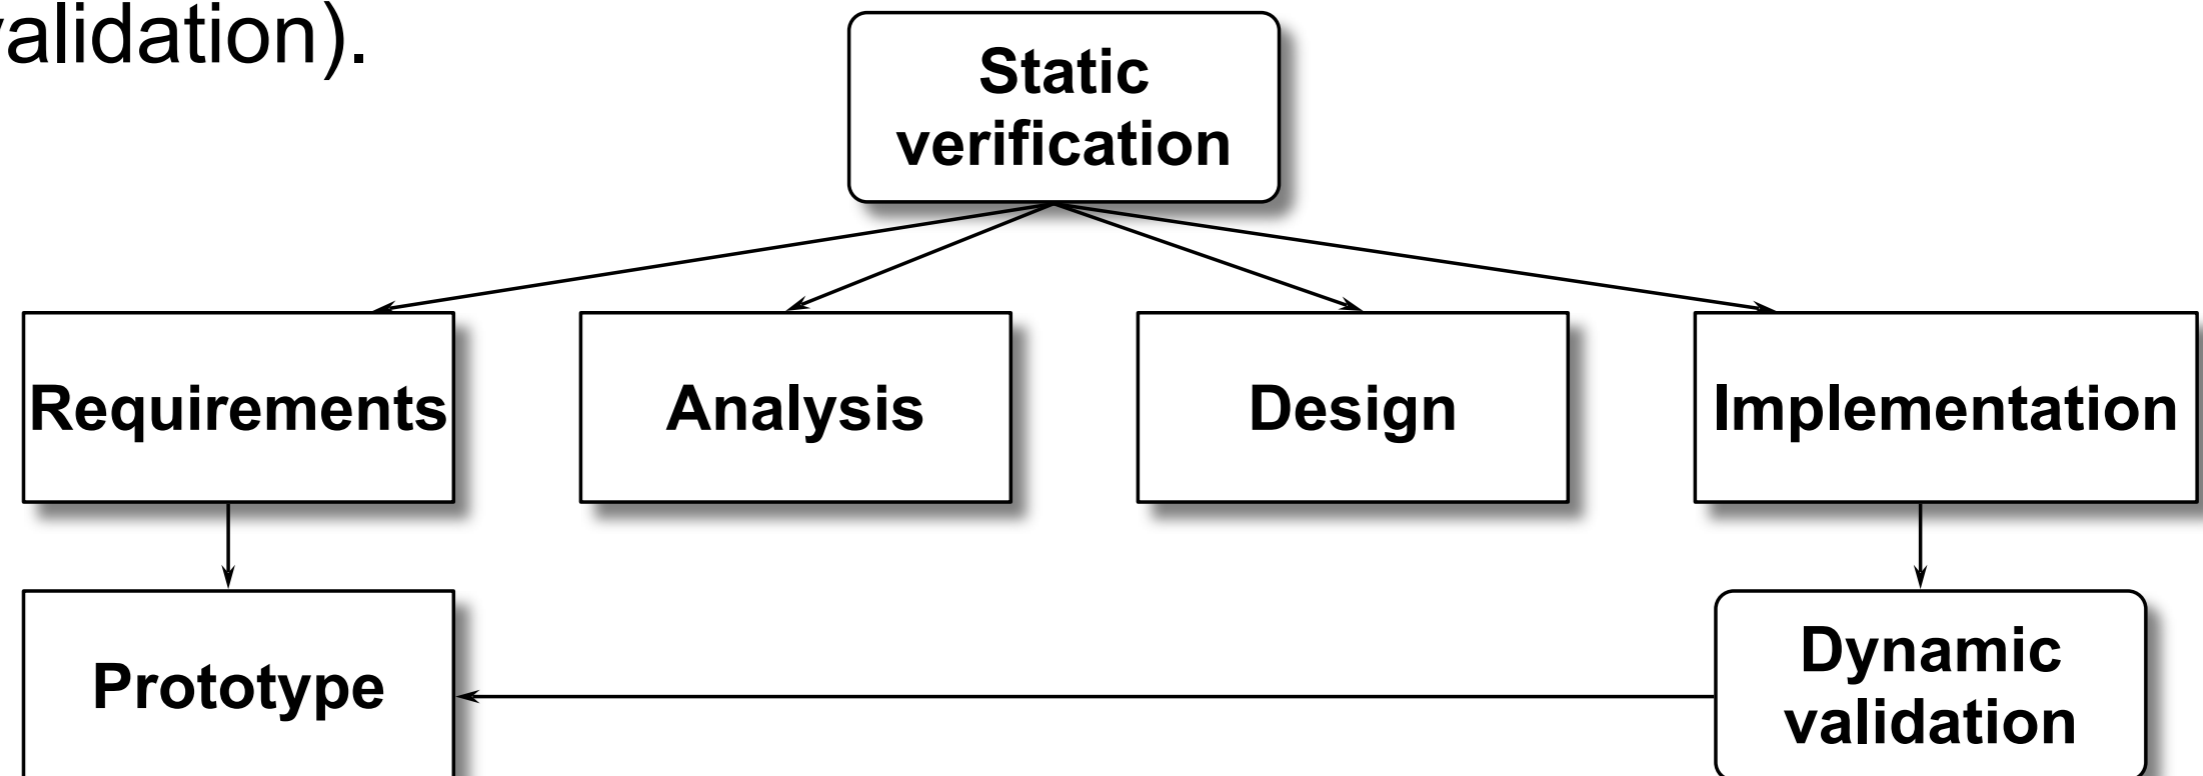 validation).
Static
verification
Requirements
Analysis
Design
Implementation
Prototype
Dynamic
validation